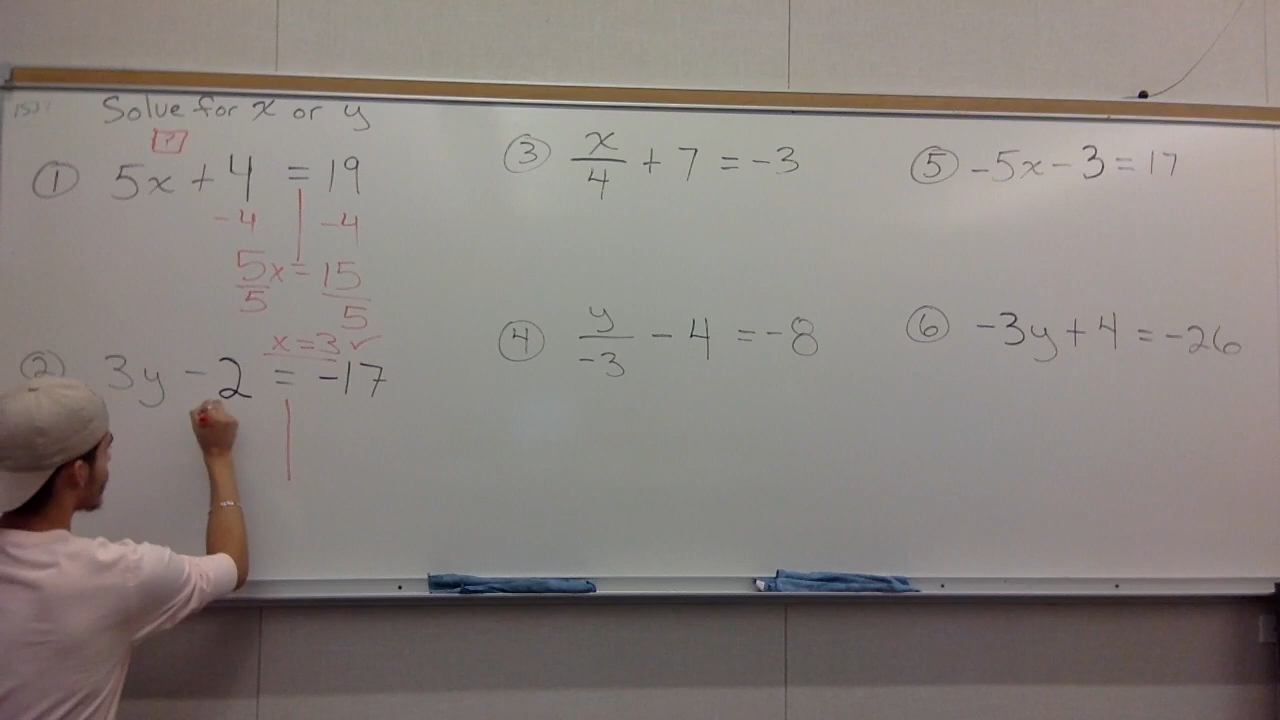 Solve for x or y
[?]
① 5x + 4 = 19
-4 | -4
5x/5 = 15/5
x = 3 ✓
② 3y - 2 = -17
③ x/4 + 7 = -3
④ y/-3 - 4 = -8
⑤ -5x - 3 = 17
⑥ -3y + 4 = -26